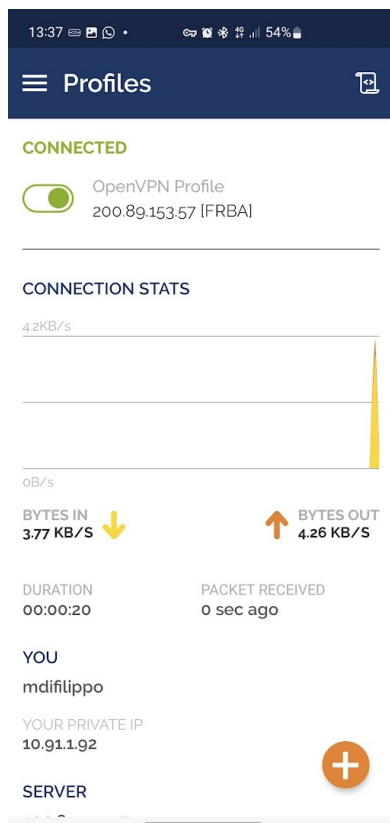 13:37 54%
Profiles
CONNECTED
OpenVPN Profile
200.89.153.57 [FRBA]
CONNECTION STATS
4.2KB/s
0B/s
BYTES IN
3.77 KB/S
BYTES OUT
4.26 KB/S
DURATION
00:00:20
PACKET RECEIVED
0 sec ago
YOU
mdifilippo
YOUR PRIVATE IP
10.91.1.92
SERVER